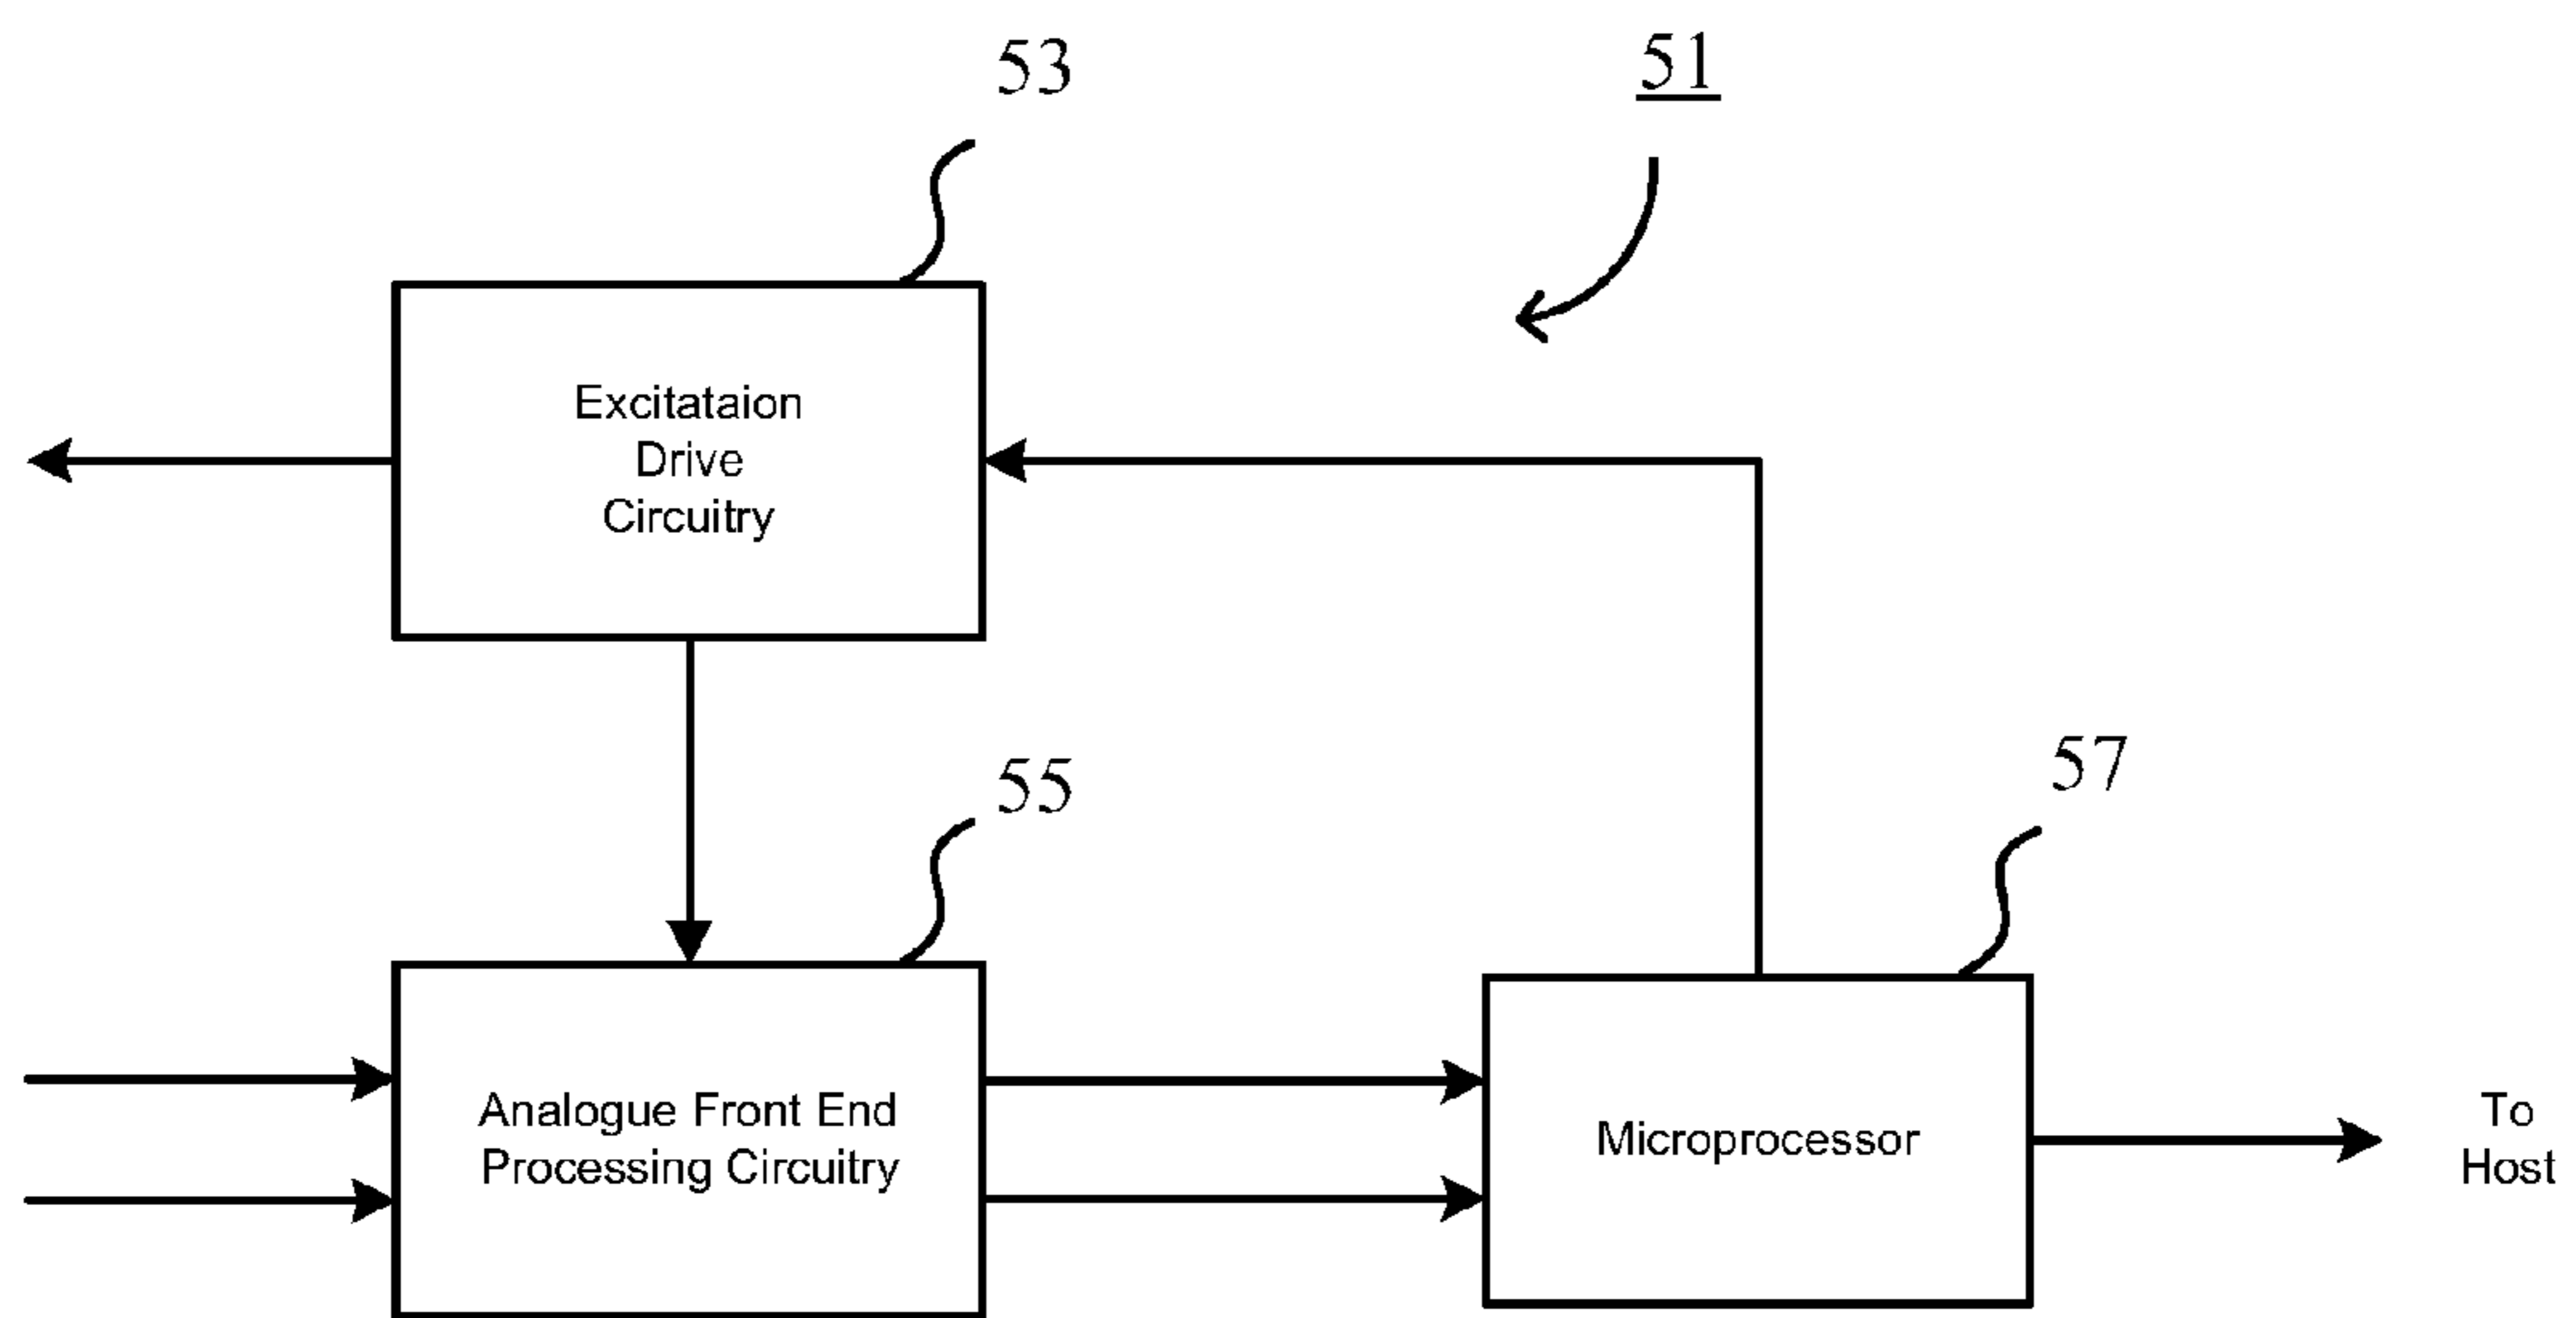 53
51
Excitataion
Drive
Circuitry
55
57
Analogue Front End
Processing Circuitry
Microprocessor
To
Host